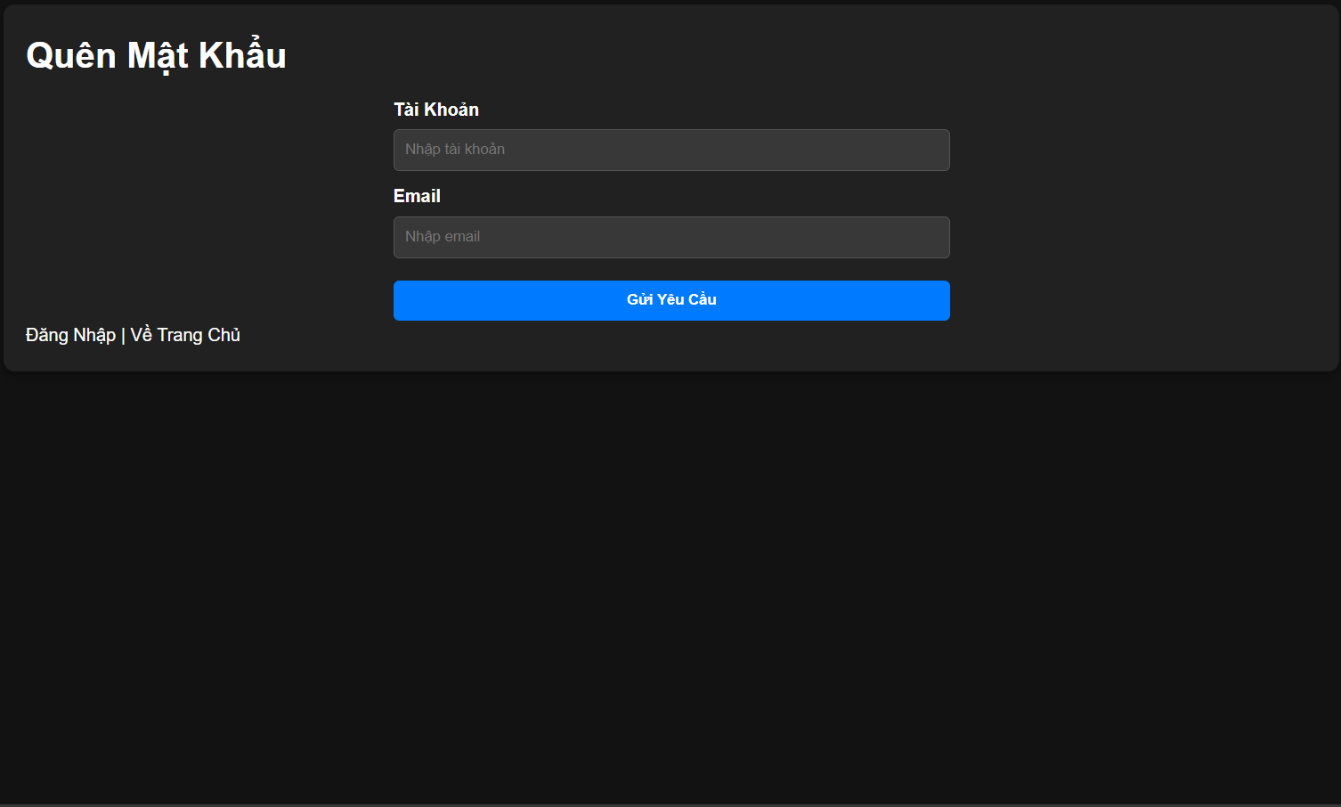 Quên Mật Khẩu
Tài Khoản
Nhập tài khoản
Email
Nhập email
Gửi Yêu Cầu
Đăng Nhập | Về Trang Chủ